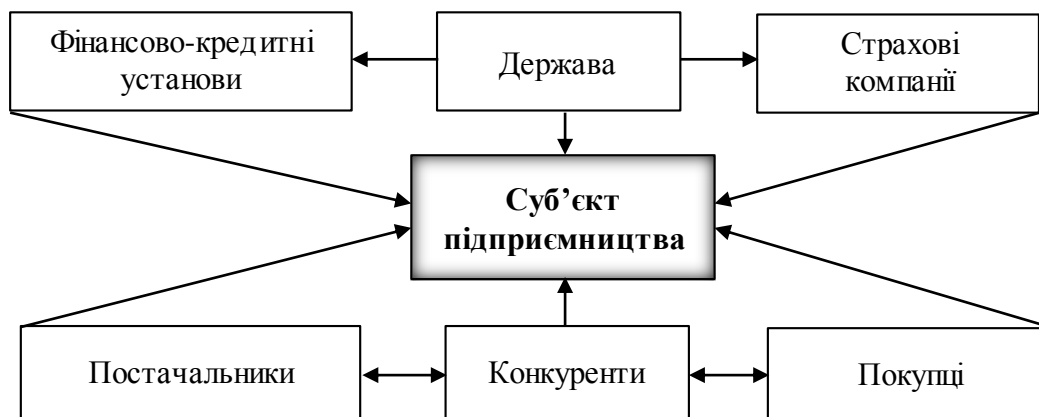 Фінансово-кредитні
установи
Держава
Страхові
компанії
Суб’єкт
підприємництва
Постачальники
Конкуренти
Покупці